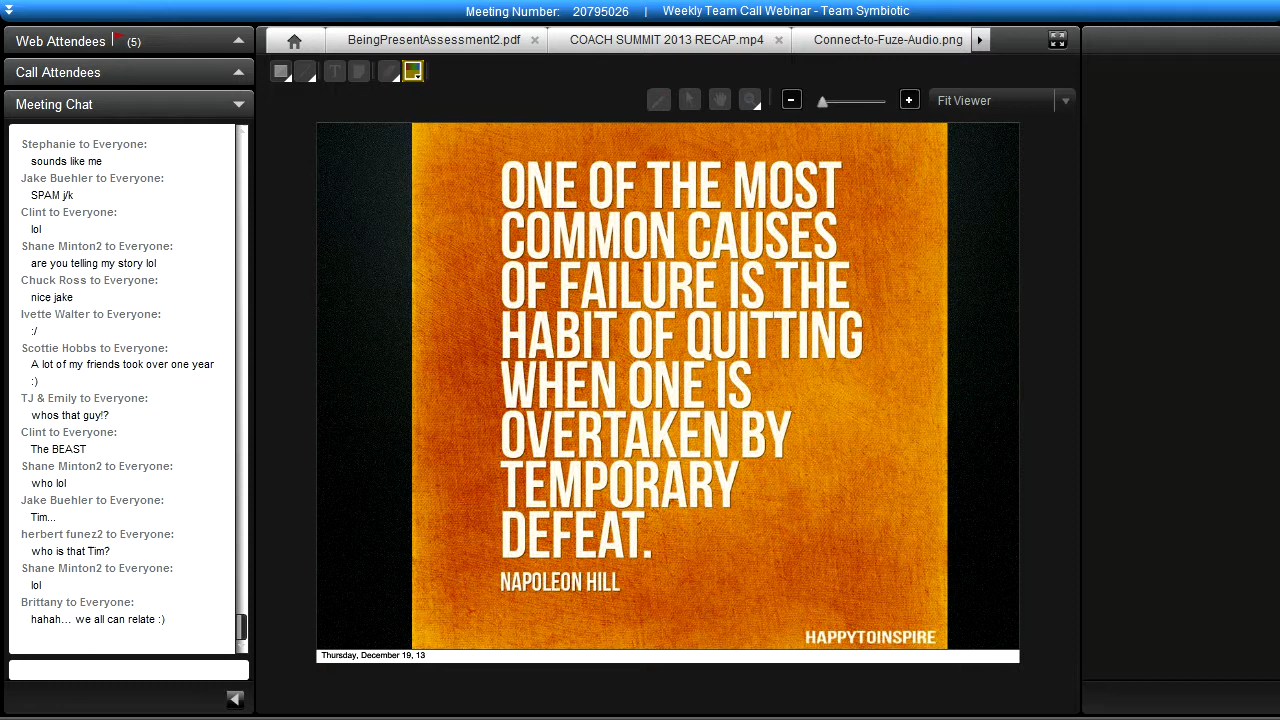 Meeting Number: 20795026 | Weekly Team Call Webinar - Team Symbiotic
Web Attendees (5)
Call Attendees
Meeting Chat
Stephanie to Everyone:
sounds like me
Jake Buehler to Everyone:
SPAM j/k
Clint to Everyone:
lol
Shane Minton2 to Everyone:
are you telling my story lol
Chuck Ross to Everyone:
nice jake
Ivette Walter to Everyone:
:/
Scottie Hobbs to Everyone:
A lot of my friends took over one year
:)
TJ & Emily to Everyone:
whos that guy!?
Clint to Everyone:
The BEAST
Shane Minton2 to Everyone:
who lol
Jake Buehler to Everyone:
Tim...
herbert funez2 to Everyone:
who is that Tim?
Shane Minton2 to Everyone:
lol
Brittany to Everyone:
hahah... we all can relate :)
BeingPresentAssessment2.pdf
COACH SUMMIT 2013 RECAP.mp4
Connect-to-Fuze-Audio.png
Fit Viewer
ONE OF THE MOST
COMMON CAUSES
OF FAILURE IS THE
HABIT OF QUITTING
WHEN ONE IS
OVERTAKEN BY
TEMPORARY
DEFEAT.
NAPOLEON HILL
HAPPYTOINSPIRE
Thursday, December 19, 13